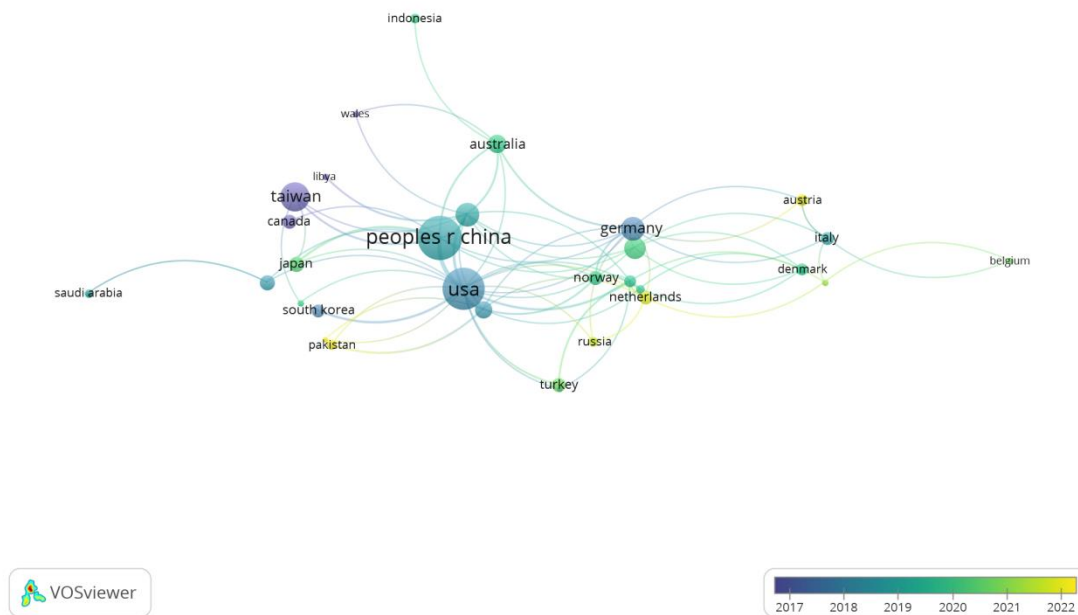 indonesia
wales
australia
libya
taiwan
canada
germany
austria
peoples r china
italy
japan
norway
denmark
belgium
saudi arabia
usa
netherlands
south korea
pakistan
russia
turkey
VOSviewer
2017 2018 2019 2020 2021 2022